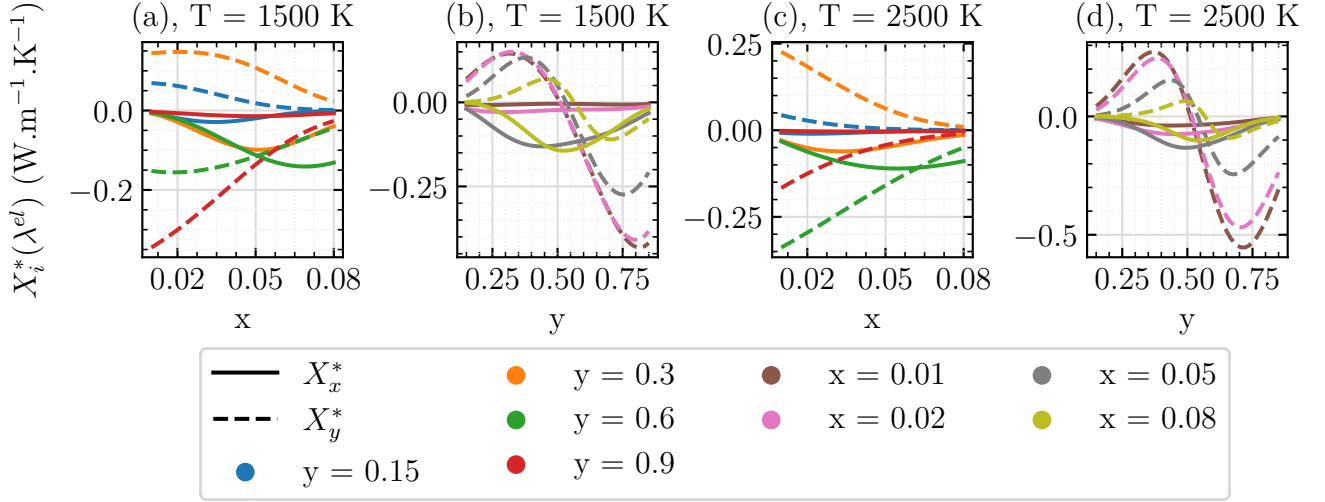 (a), T = 1500 K (b), T = 1500 K (c), T = 2500 K (d), T = 2500 K
X_i^*(λ^{el}) (W.m^{−1}.K^{−1})
0.0
−0.2
0.02 0.05 0.08
x
0.00
−0.25
0.25 0.50 0.75
y
0.25
0.00
−0.25
0.02 0.05 0.08
x
0.0
−0.5
0.25 0.50 0.75
y
X_x^* y = 0.3 x = 0.01 x = 0.05
X_y^* y = 0.6 x = 0.02 x = 0.08
y = 0.15 y = 0.9